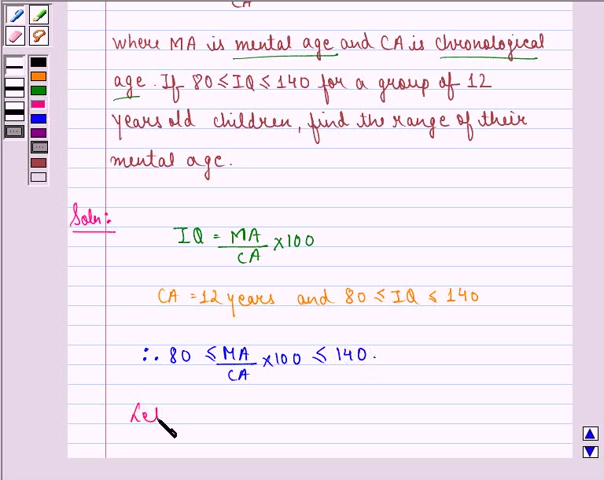 CA
where MA is mental age and CA is chronological
age. If 80 ≤ IQ ≤ 140 for a group of 12
years old children, find the range of their
mental age.
Soln:
IQ = MA/CA × 100
CA = 12 years and 80 ≤ IQ ≤ 140
∴ 80 ≤ MA/CA × 100 ≤ 140.
Let